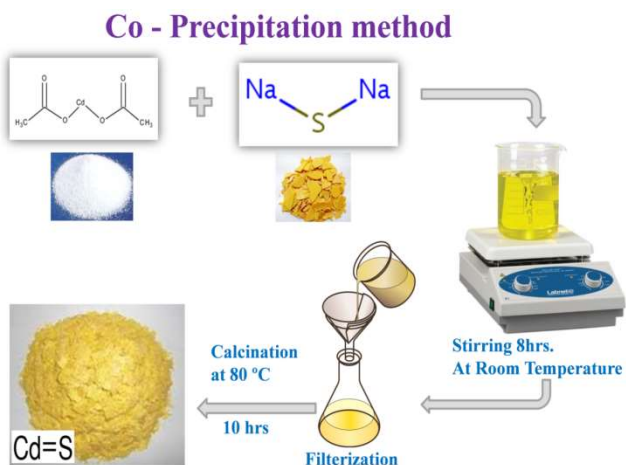 Co - Precipitation method
O
O
Cd
H₃C
O
O
CH₃
Na
Na
S
Labnet
Stirring 8hrs.
At Room Temperature
Calcination
at 80 ºC
10 hrs
Filterization
Cd=S